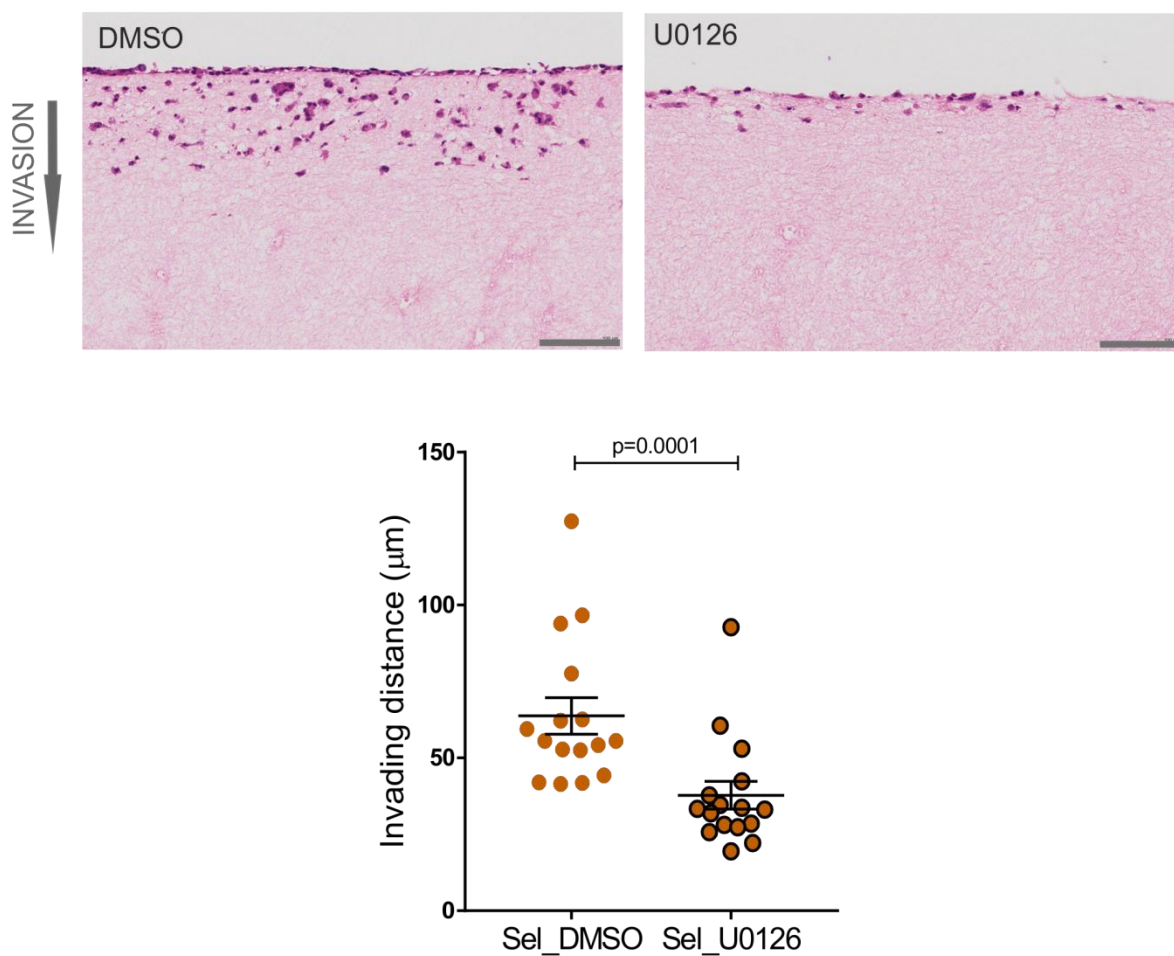 DMSO
U0126
INVASION
p=0.0001
150
100
50
0
Invading distance (μm)
Sel_DMSO
Sel_U0126